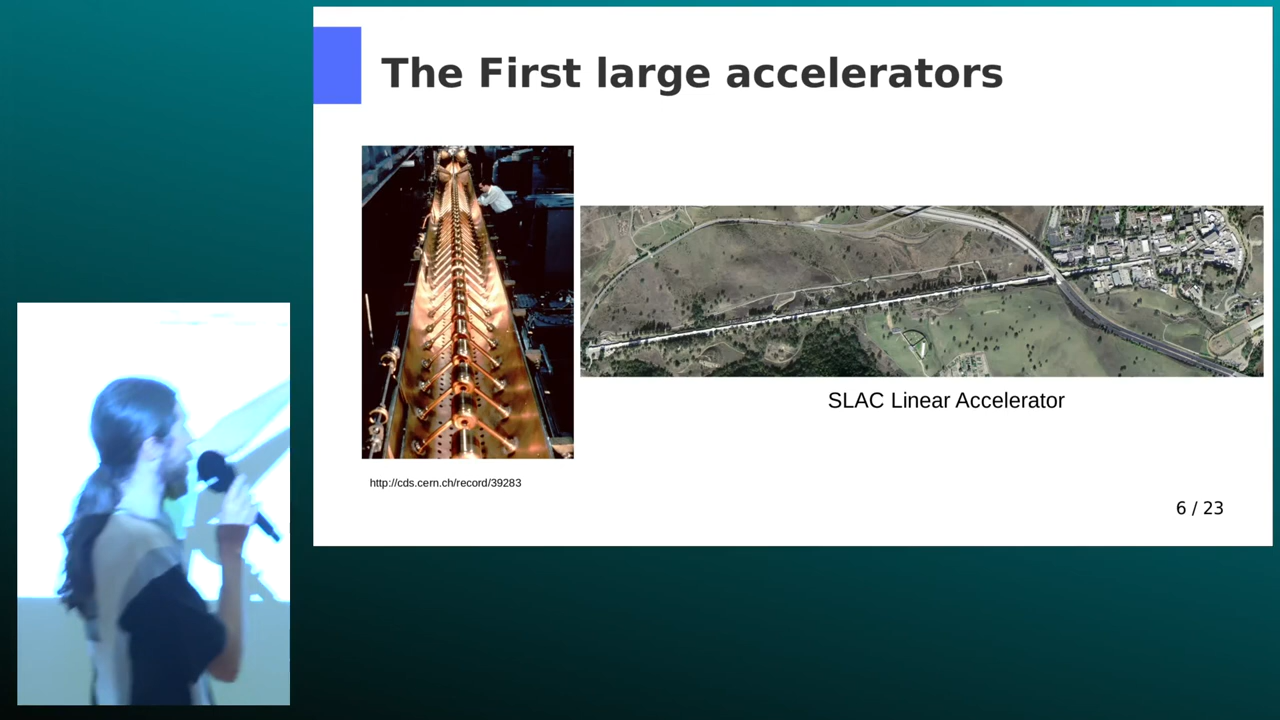 The First large accelerators
SLAC Linear Accelerator
http://cds.cern.ch/record/39283
6 / 23